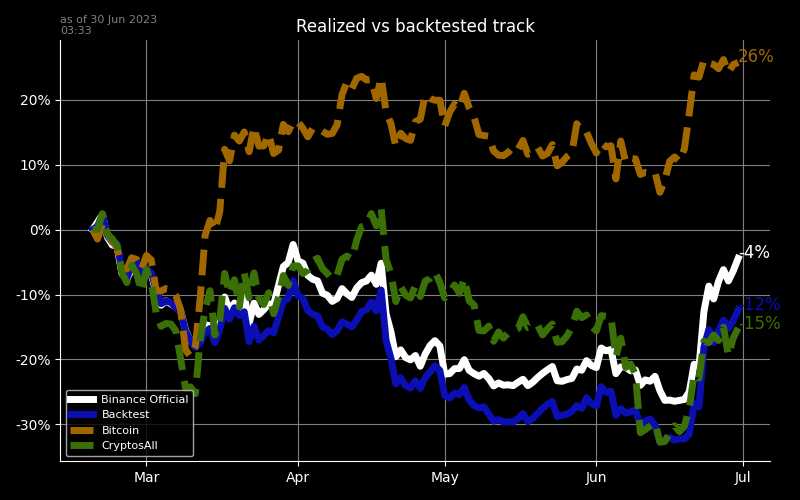 as of 30 Jun 2023
03:33
Realized vs backtested track
26%
20%
10%
0%
-4%
-10%
-12%
-15%
-20%
-30%
Binance Official
Backtest
Bitcoin
CryptosAll
Mar Apr May Jun Jul